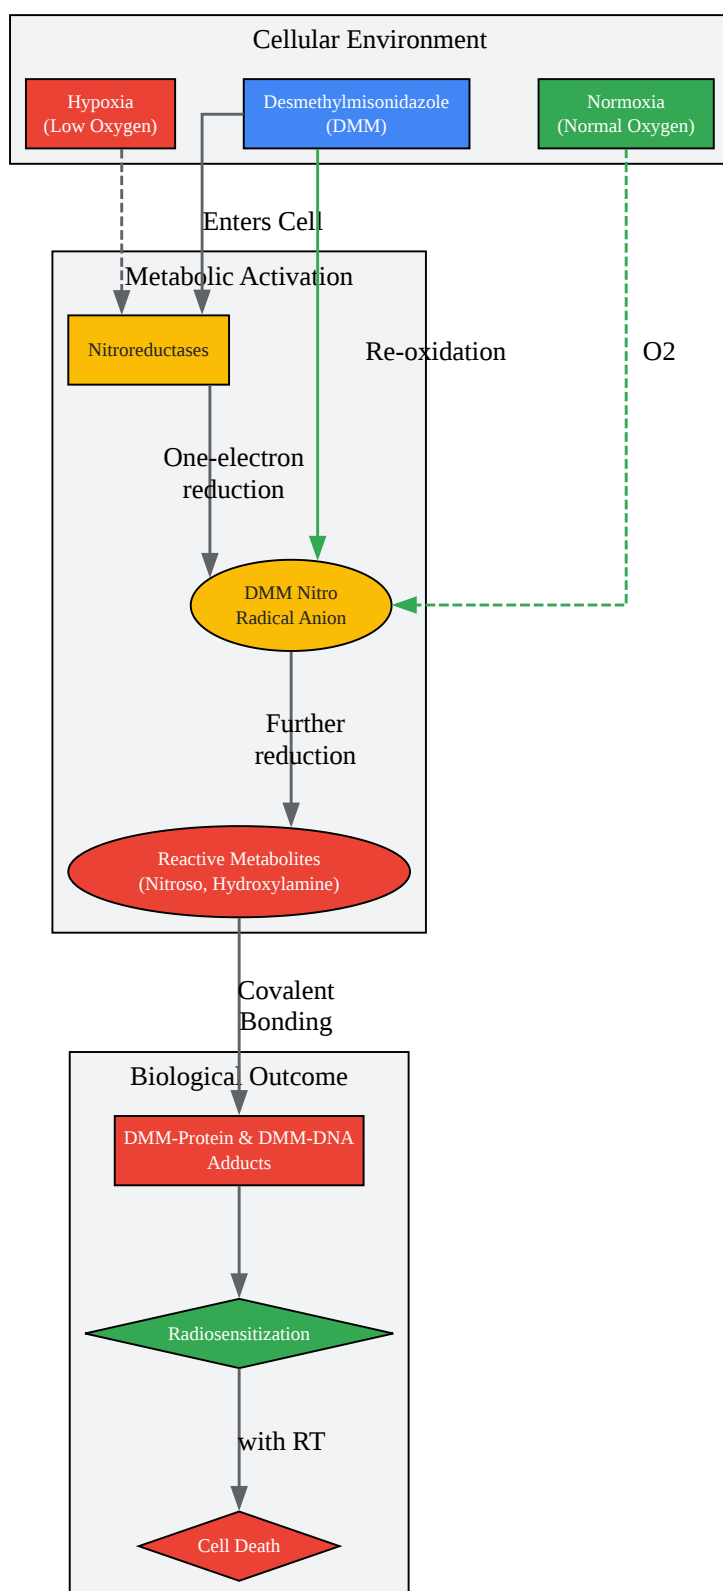 Cellular Environment
Hypoxia
(Low Oxygen)
Desmethylmisonidazole
(DMM)
Normoxia
(Normal Oxygen)
Enters Cell
Metabolic Activation
Nitroreductases
Re-oxidation
O2
One-electron
reduction
DMM Nitro
Radical Anion
Further
reduction
Reactive Metabolites
(Nitroso, Hydroxylamine)
Covalent
Bonding
Biological Outcome
DMM-Protein & DMM-DNA
Adducts
Radiosensitization
with RT
Cell Death